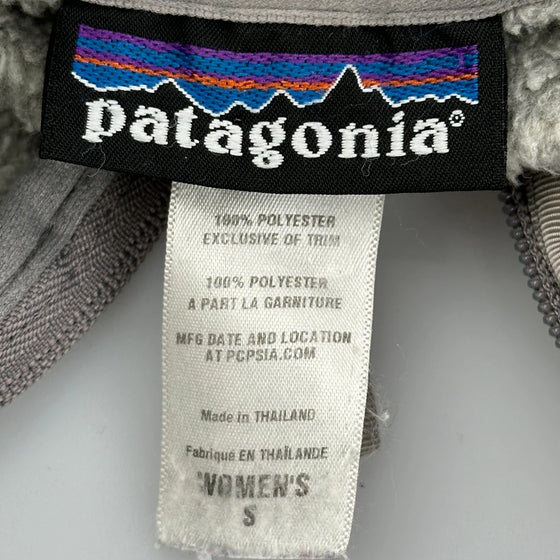 patagonia®
100% POLYESTER
EXCLUSIVE OF TRIM
100% POLYESTER
A PART LA GARNITURE
MFG DATE AND LOCATION
AT PCPSIA.COM
Made in THAILAND
Fabriqué EN THAÏLANDE
WOMEN'S
S